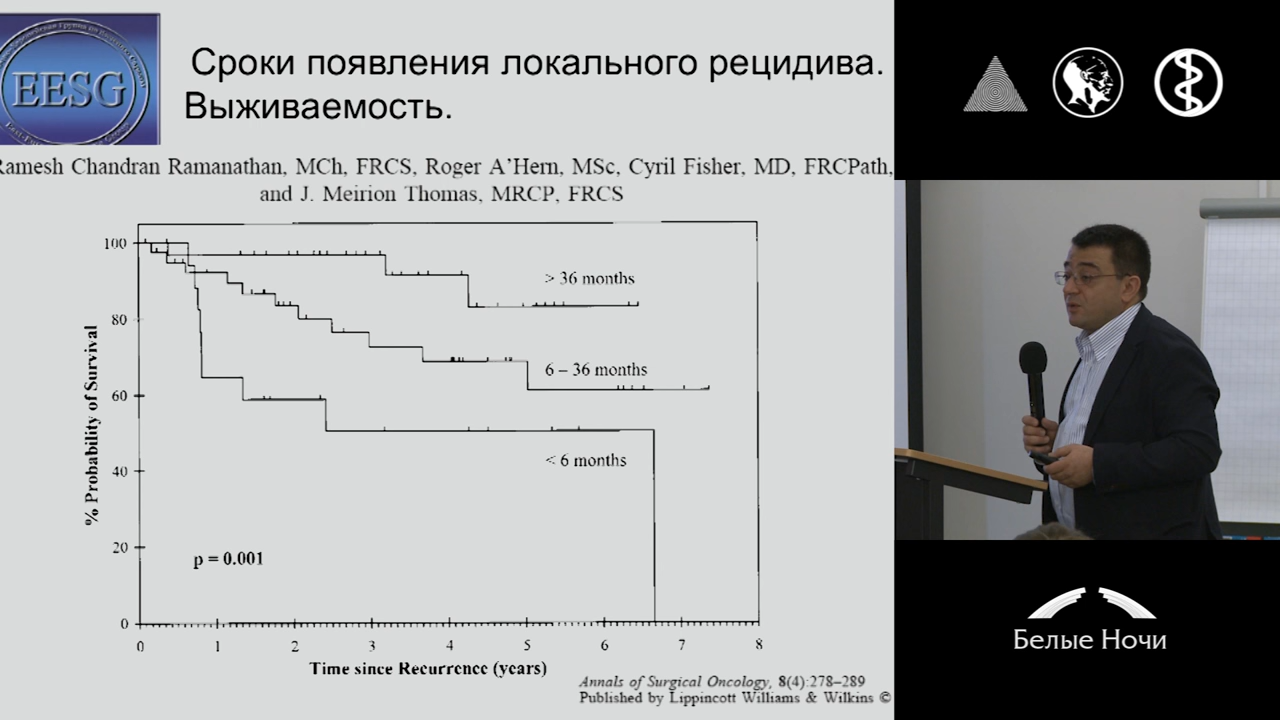 EESG
Сроки появления локального рецидива.
Выживаемость.
Ramesh Chandran Ramanathan, MCh, FRCS, Roger A'Hern, MSc, Cyril Fisher, MD, FRCPath,
and J. Meirion Thomas, MRCP, FRCS
100
80
60
40
20
0
% Probability of Survival
> 36 months
6 – 36 months
< 6 months
p = 0.001
0 1 2 3 4 5 6 7 8
Time since Recurrence (years)
Annals of Surgical Oncology, 8(4):278–289
Published by Lippincott Williams & Wilkins ©
Белые Ночи